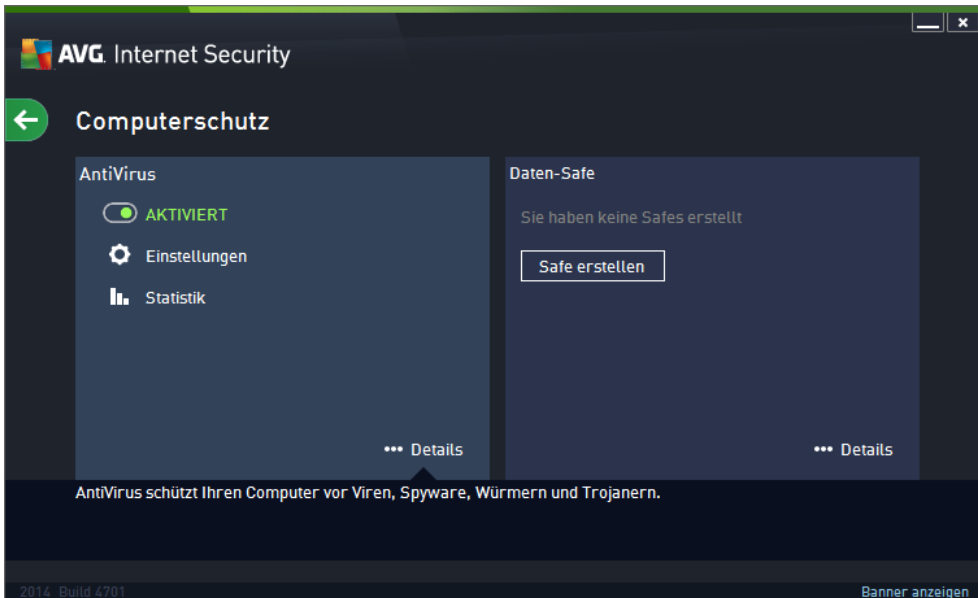 AVG. Internet Security
Computerschutz
AntiVirus
AKTIVIERT
Einstellungen
Statistik
Details
Daten-Safe
Sie haben keine Safes erstellt
Safe erstellen
Details
AntiVirus schützt Ihren Computer vor Viren, Spyware, Würmern und Trojanern.
2014 Build 4701
Banner anzeigen